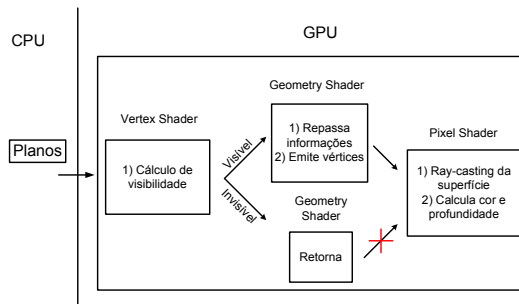 CPU
GPU
Planos
Vertex Shader
1) Cálculo de
visibilidade
Visível
Invisível
Geometry Shader
1) Repassa
informações
2) Emite vértices
Geometry
Shader
Retorna
Pixel Shader
1) Ray-casting da
superfície
2) Calcula cor e
profundidade